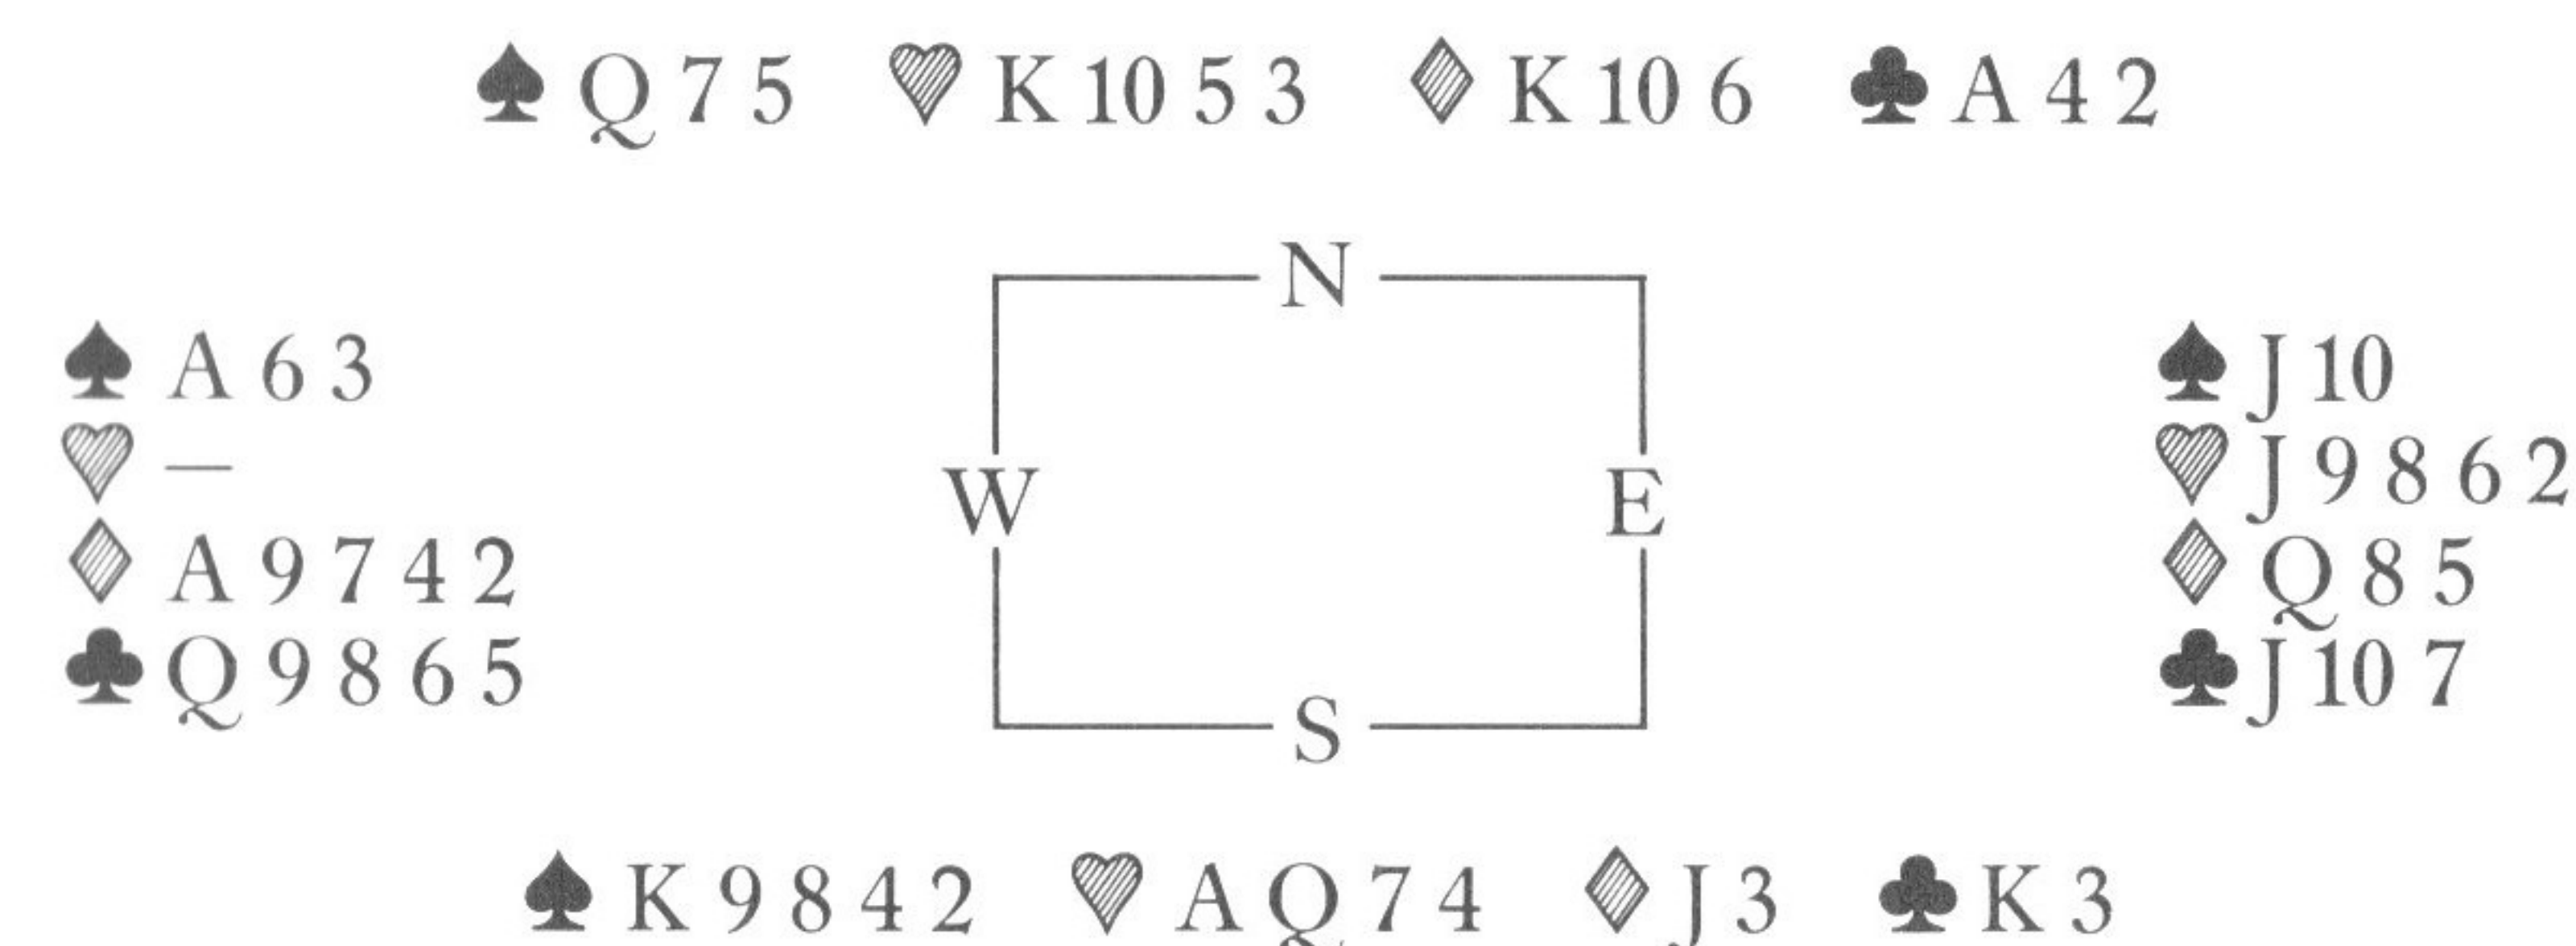 ♠ Q 7 5 ♥ K 10 5 3 ♦ K 10 6 ♣ A 4 2
N
♠ A 6 3
♥ —
♦ A 9 7 4 2
♣ Q 9 8 6 5
W
E
♠ J 10
♥ J 9 8 6 2
♦ Q 8 5
♣ J 10 7
S
♠ K 9 8 4 2 ♥ A Q 7 4 ♦ J 3 ♣ K 3